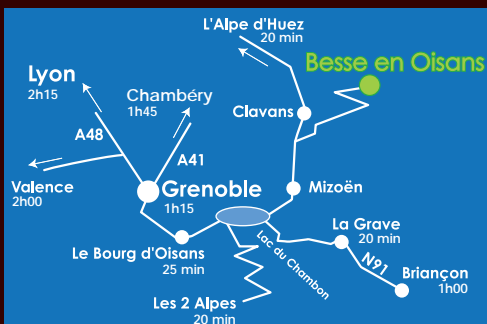 L'Alpe d'Huez
20 min
Besse en Oisans
Lyon
2h15
Chambéry
1h45
Clavans
A48
A41
Valence
2h00
Grenoble
1h15
Mizoën
Le Bourg d'Oisans
25 min
Lac du Chambon
La Grave
20 min
N91
Briançon
1h00
Les 2 Alpes
20 min